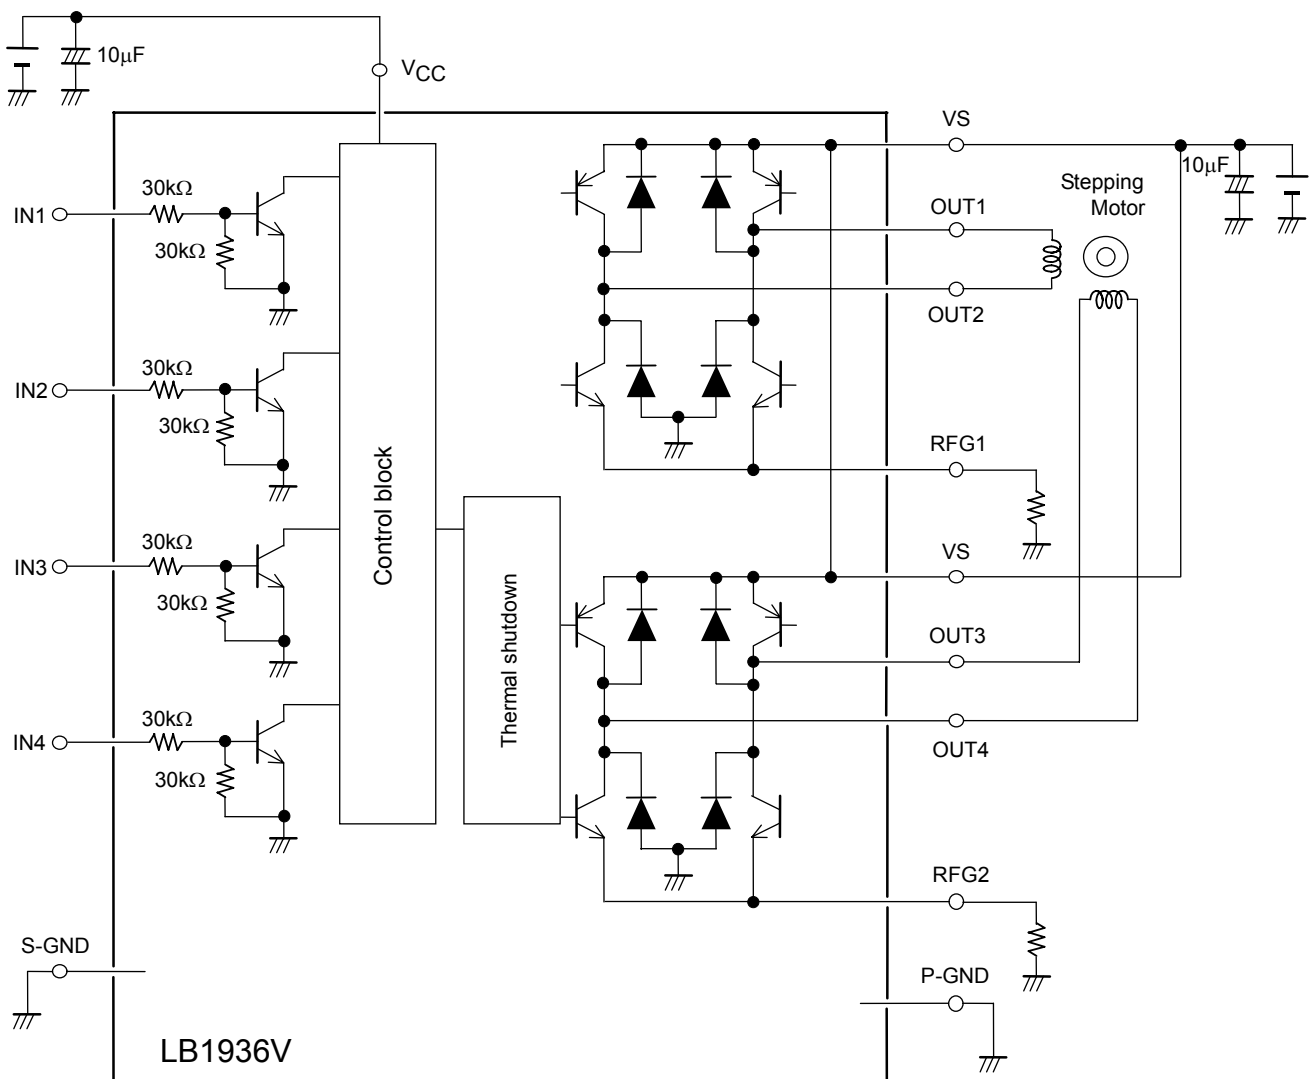 10μF
VCC
VS
10μF
Stepping
Motor
30kΩ
IN1
30kΩ
OUT1
OUT2
30kΩ
IN2
30kΩ
RFG1
Control block
30kΩ
IN3
30kΩ
VS
Thermal shutdown
OUT3
30kΩ
IN4
30kΩ
OUT4
RFG2
S-GND
P-GND
LB1936V